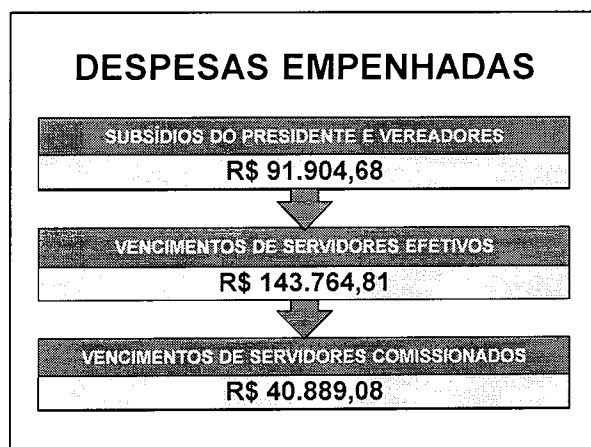 DESPESAS EMPENHADAS
SUBSÍDIOS DO PRESIDENTE E VEREADORES
R$ 91.904,68
VENCIMENTOS DE SERVIDORES EFETIVOS
R$ 143.764,81
VENCIMENTOS DE SERVIDORES COMISSIONADOS
R$ 40.889,08